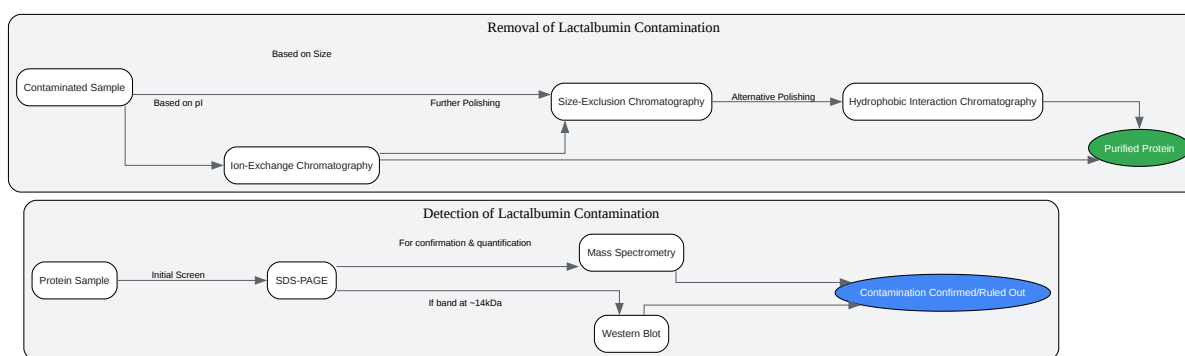 Removal of Lactalbumin Contamination
Based on Size
Contaminated Sample
Based on pI
Further Polishing
Size-Exclusion Chromatography
Alternative Polishing
Hydrophobic Interaction Chromatography
Ion-Exchange Chromatography
Purified Protein
Detection of Lactalbumin Contamination
For confirmation & quantification
Mass Spectrometry
Protein Sample
Initial Screen
SDS-PAGE
If band at ~14kDa
Contamination Confirmed/Ruled Out
Western Blot